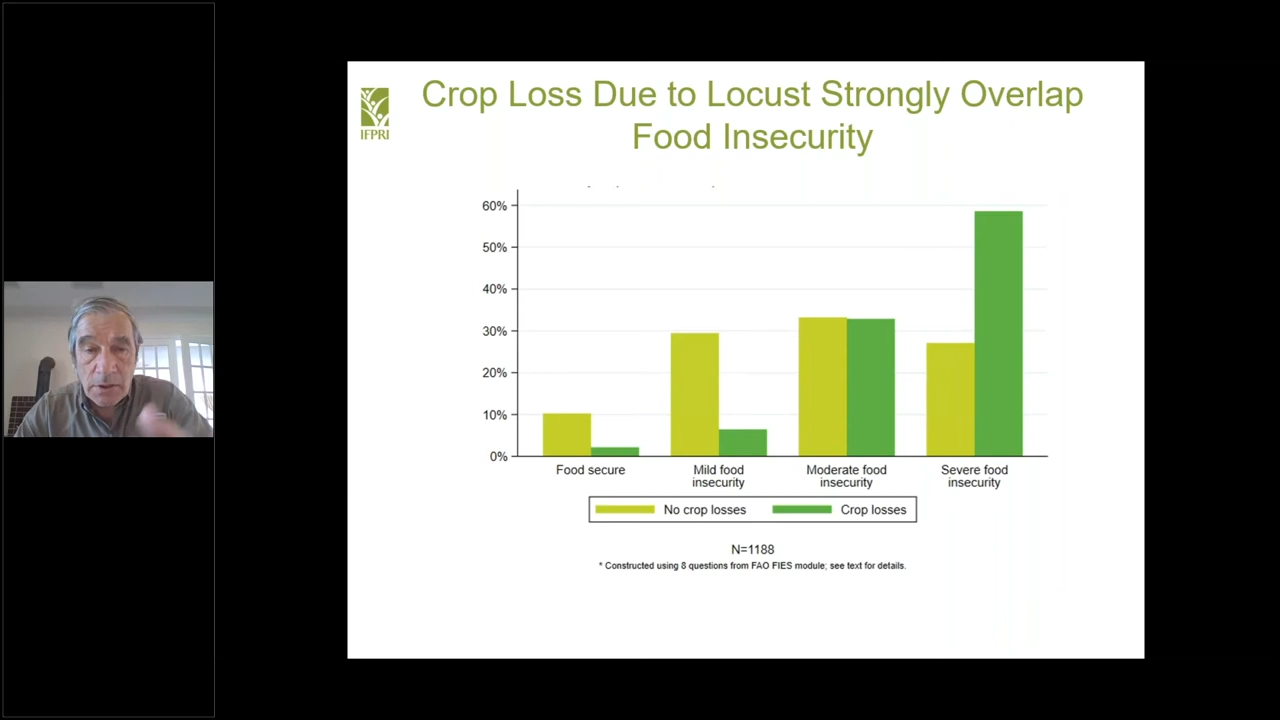 Crop Loss Due to Locust Strongly Overlap
Food Insecurity
IFPRI
60%
50%
40%
30%
20%
10%
0%
Food secure
Mild food
insecurity
Moderate food
insecurity
Severe food
insecurity
No crop losses
Crop losses
N=1188
* Constructed using 8 questions from FAO FIES module; see text for details.